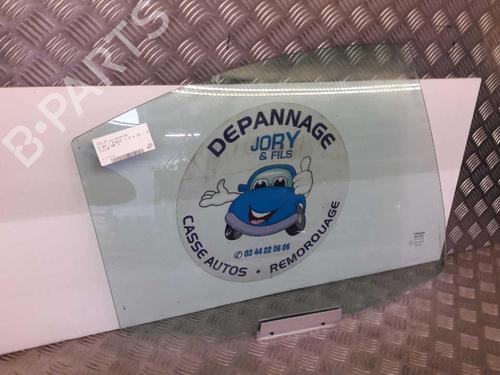 B-PARTS
DEPANNAGE
JORY
& FILS
03 44 22 06 06
CASSE AUTOS • REMORQUAGE